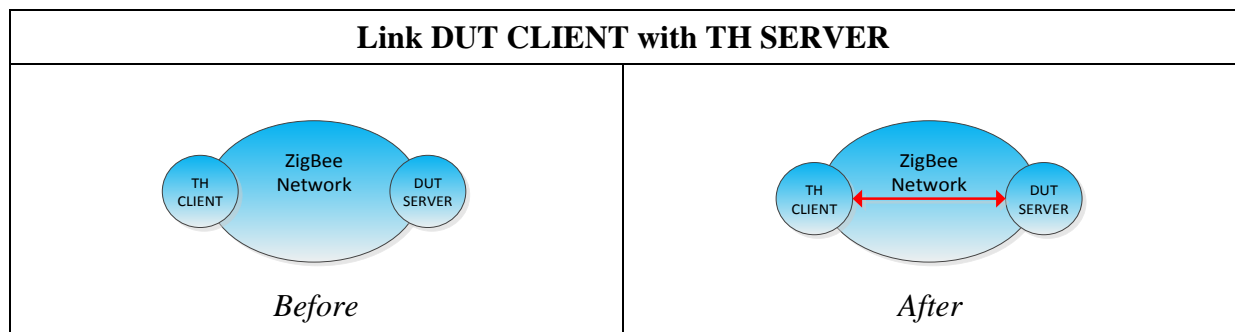 Link DUT CLIENT with TH SERVER
ZigBee
Network
TH
CLIENT
DUT
SERVER
Before
ZigBee
Network
TH
CLIENT
DUT
SERVER
After